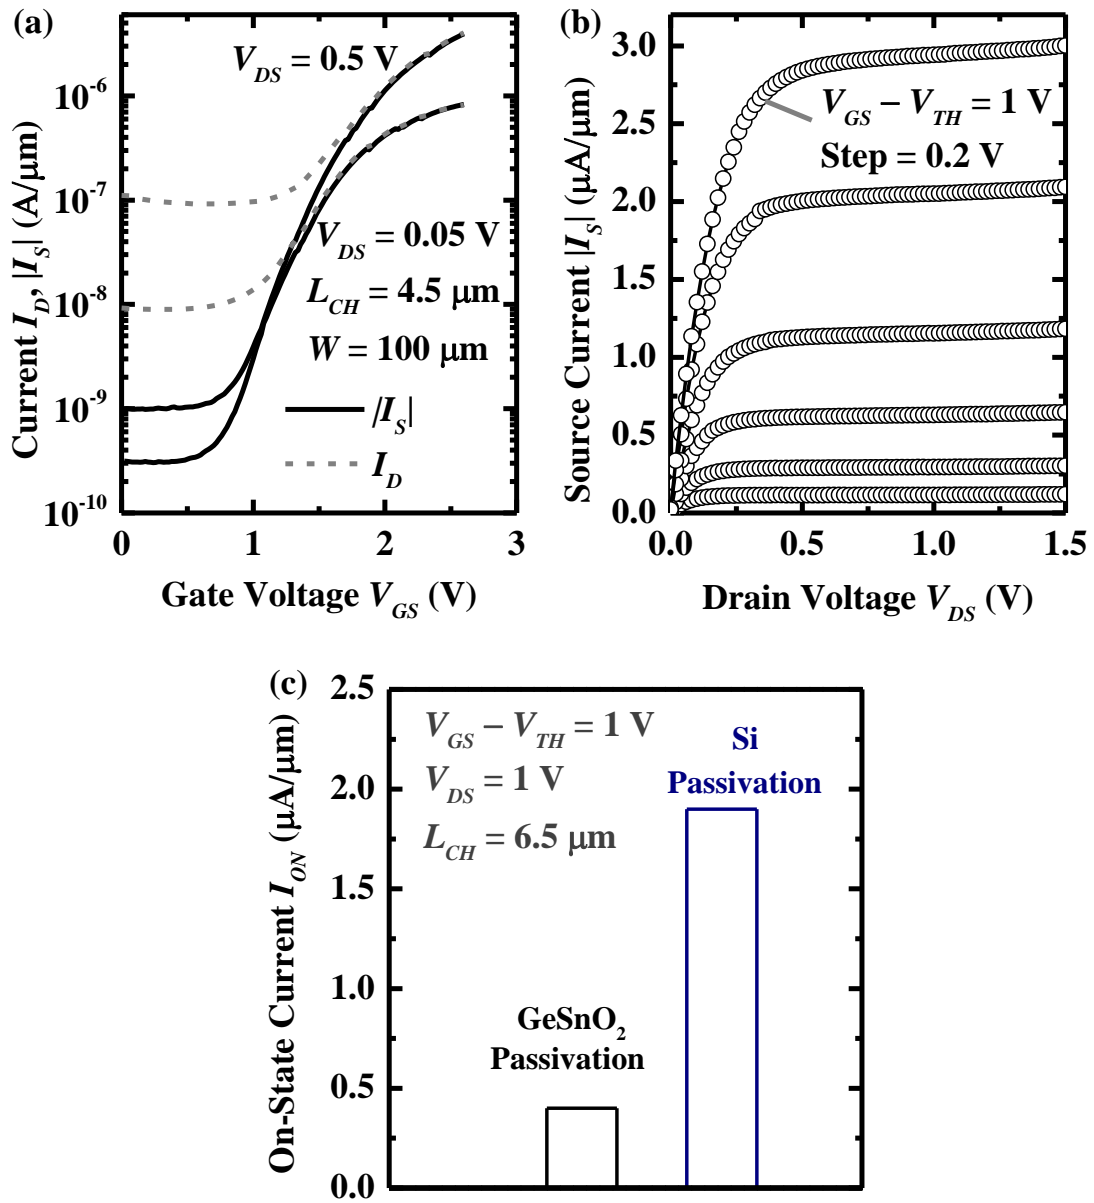 (a)
V_DS = 0.5 V
V_DS = 0.05 V
L_CH = 4.5 μm
W = 100 μm
|I_S|
I_D
10⁻⁶
10⁻⁷
10⁻⁸
10⁻⁹
10⁻¹⁰
0 1 2 3
Current I_D, |I_S| (A/μm)
Gate Voltage V_GS (V)
(b)
V_GS − V_TH = 1 V
Step = 0.2 V
3.0
2.5
2.0
1.5
1.0
0.5
0.0
0.0 0.5 1.0 1.5
Source Current |I_S| (μA/μm)
Drain Voltage V_DS (V)
(c)
V_GS − V_TH = 1 V
V_DS = 1 V
L_CH = 6.5 μm
Si
Passivation
GeSnO₂
Passivation
2.5
2.0
1.5
1.0
0.5
0.0
On-State Current I_ON (μA/μm)